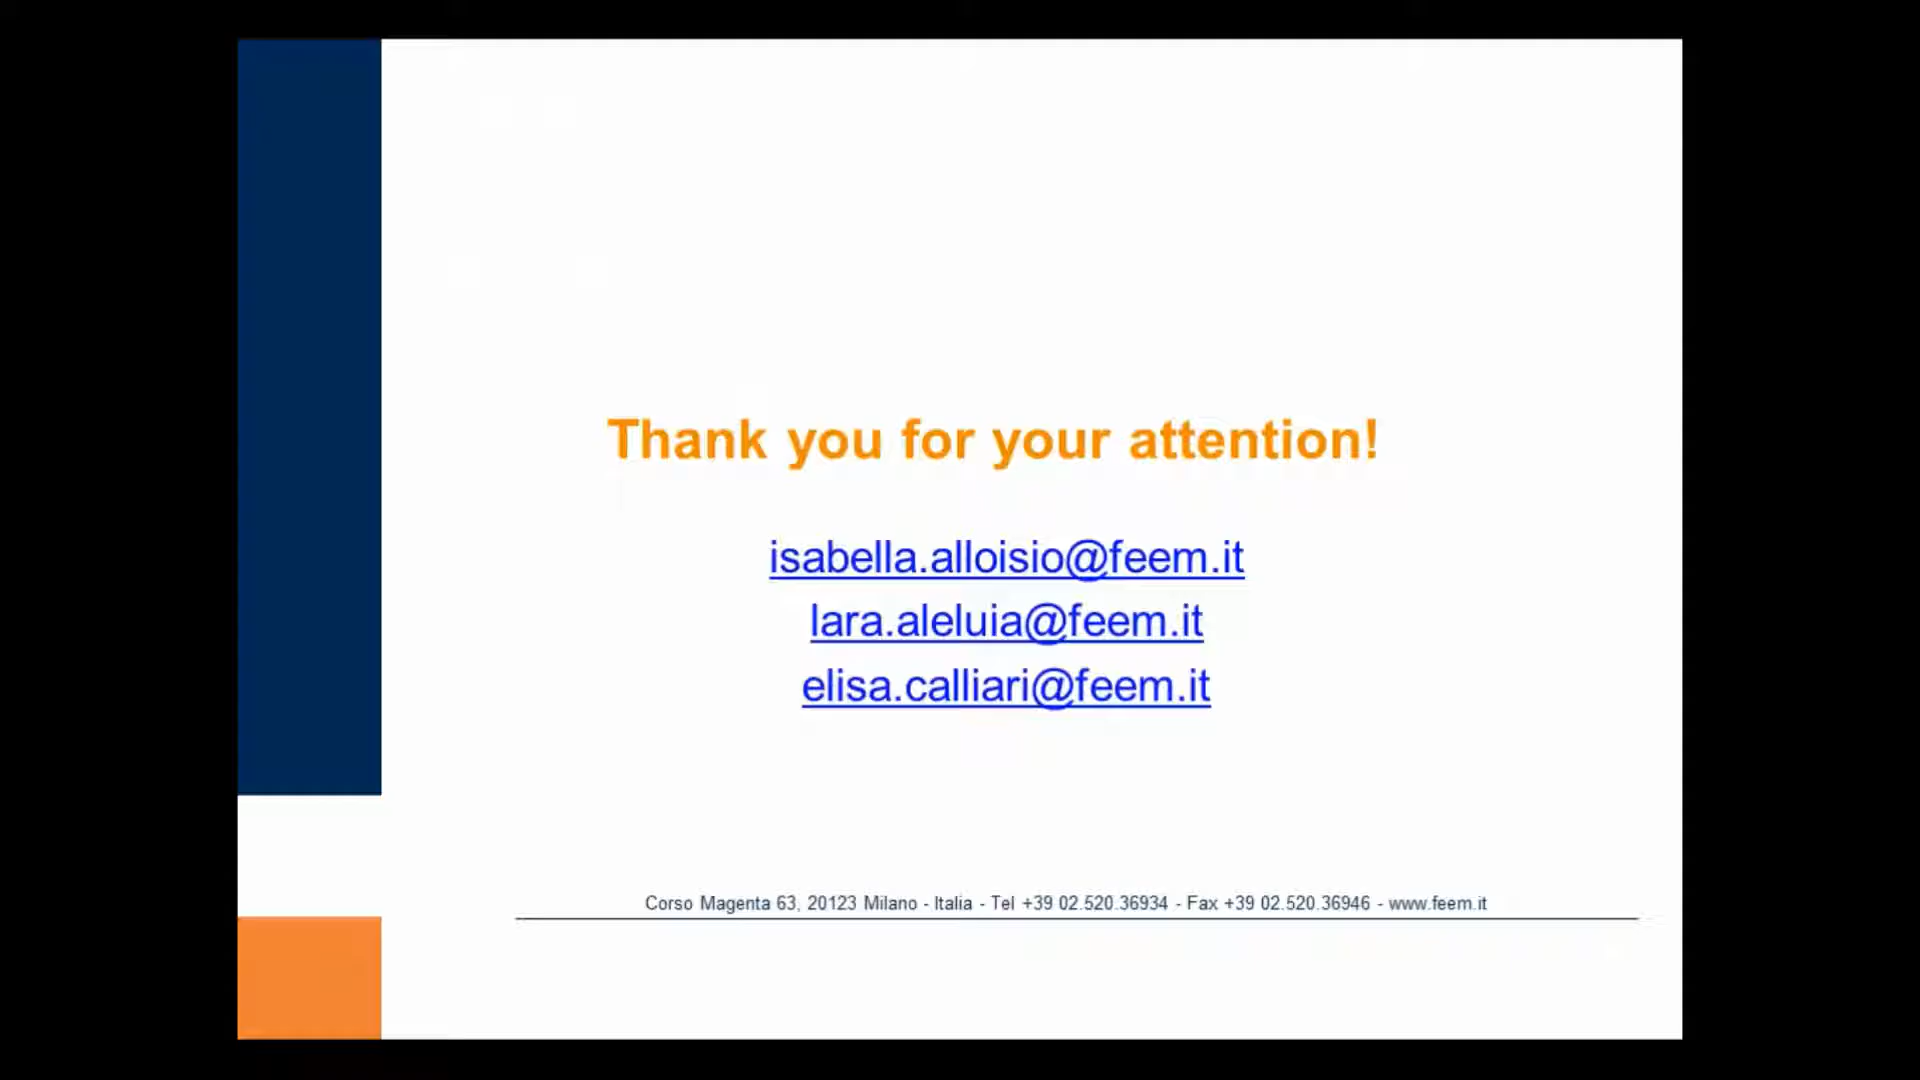 Thank you for your attention!
isabella.alloisio@feem.it
lara.aleluia@feem.it
elisa.calliari@feem.it
Corso Magenta 63, 20123 Milano - Italia - Tel +39 02.520.36934 - Fax +39 02.520.36946 - www.feem.it